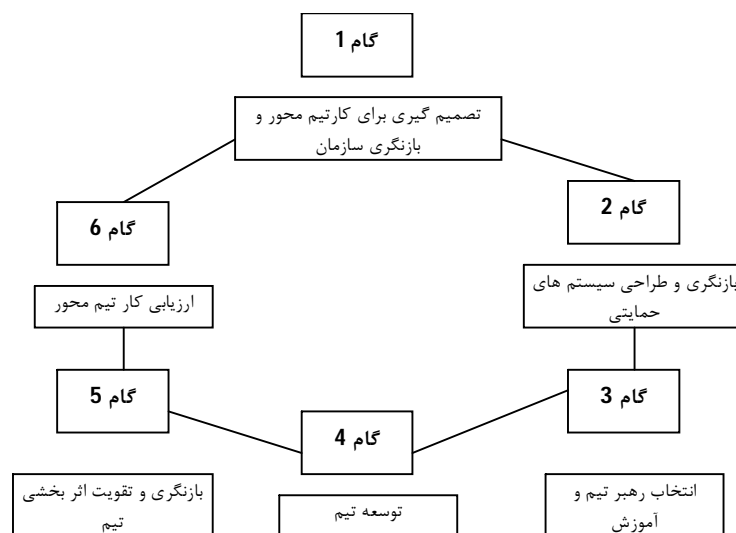 گام 1
تصمیم گیری برای کارتیم محور و
بازنگری سازمان
گام 2
بازنگری و طراحی سیستم های
حمایتی
گام 3
انتخاب رهبر تیم و
آموزش
گام 4
توسعه تیم
گام 5
بازنگری و تقویت اثر بخشی
تیم
گام 6
ارزیابی کار تیم محور